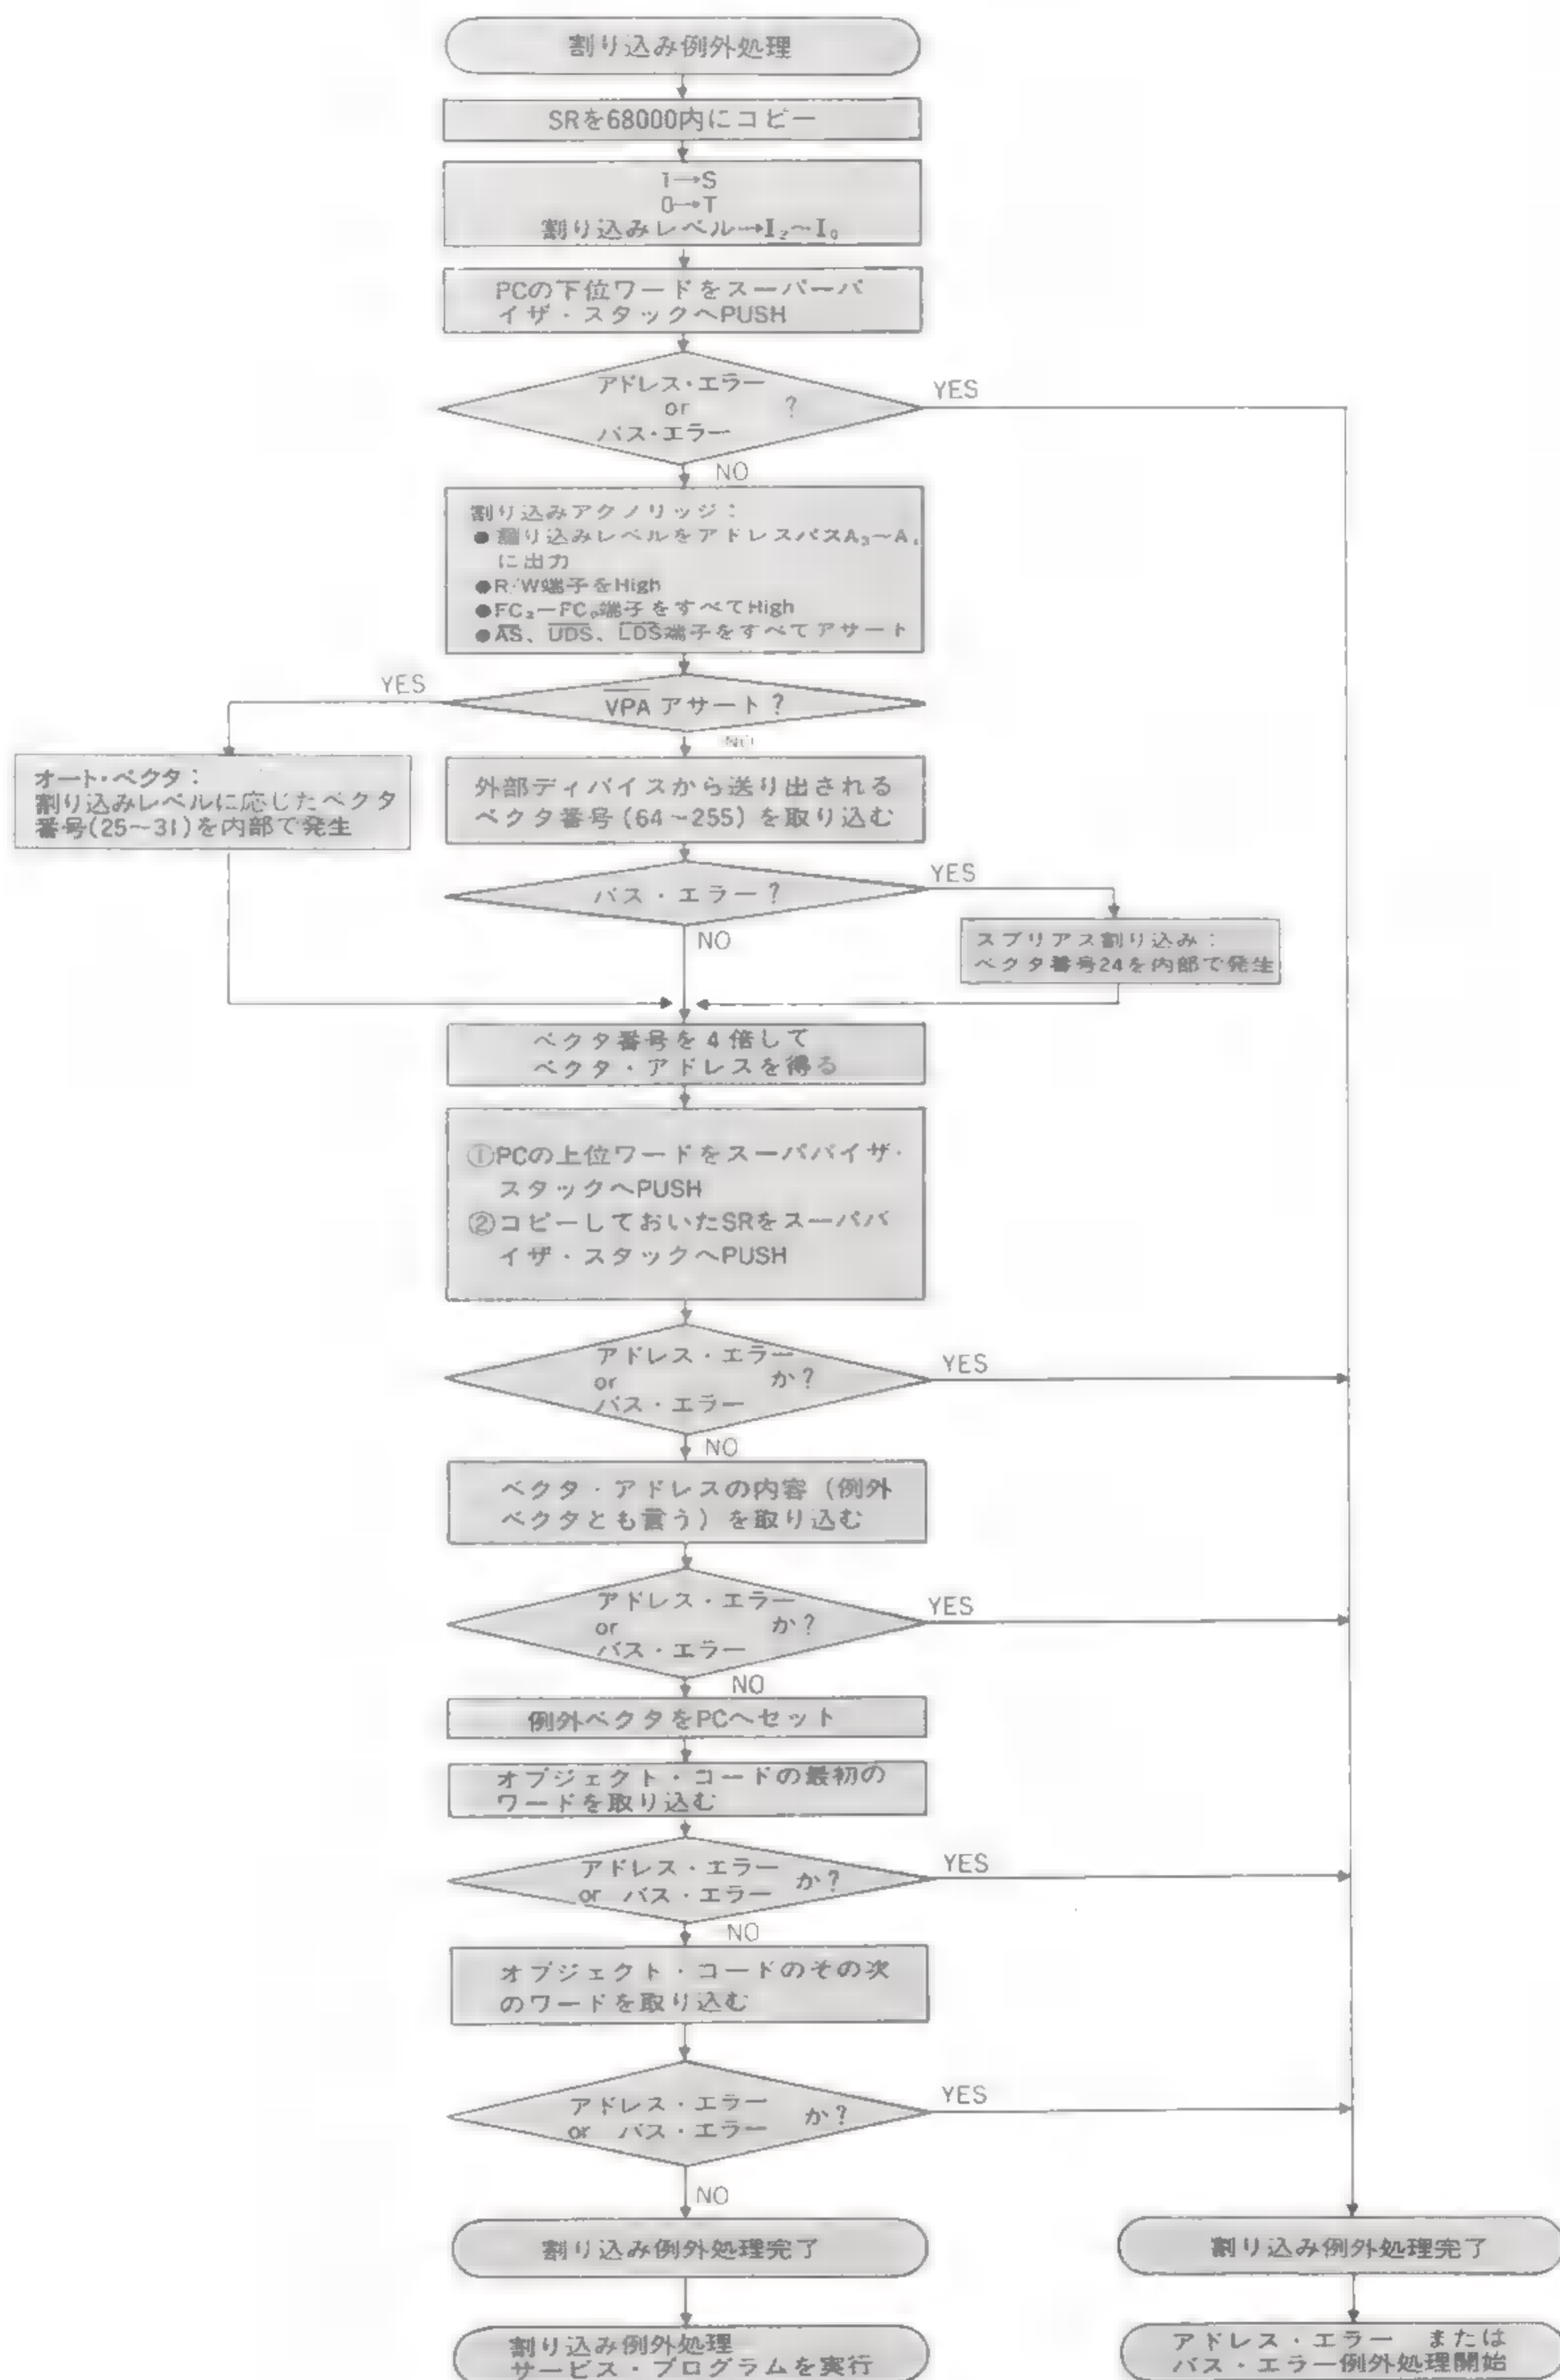 割り込み例外処理
SRを68000内にコピー
1→S
0→T
割り込みレベル→I₂〜I₀
PCの下位ワードをスーパーバ
イザ・スタックへPUSH
アドレス・エラー
or ?
バス・エラー
YES
NO
割り込みアクノリッジ:
●割り込みレベルをアドレスバスA₃〜A₁
に出力
●R/W端子をHigh
●FC₂−FC₀端子をすべてHigh
●A̅S̅、U̅D̅S̅、L̅D̅S̅端子をすべてアサート
YES
V̅P̅A̅ アサート?
NO
オート・ベクタ:
割り込みレベルに応じたベクタ
番号(25〜31)を内部で発生
外部ディバイスから送り出される
ベクタ番号(64〜255)を取り込む
バス・エラー?
YES
NO
スプリアス割り込み:
ベクタ番号24を内部で発生
ベクタ番号を4倍して
ベクタ・アドレスを得る
①PCの上位ワードをスーパバイザ・
スタックへPUSH
②コピーしておいたSRをスーパバ
イザ・スタックへPUSH
アドレス・エラー
or か?
バス・エラー
YES
NO
ベクタ・アドレスの内容(例外
ベクタとも言う)を取り込む
アドレス・エラー
or か?
バス・エラー
YES
NO
例外ベクタをPCへセット
オブジェクト・コードの最初の
ワードを取り込む
アドレス・エラー か?
or バス・エラー
YES
NO
オブジェクト・コードのその次
のワードを取り込む
アドレス・エラー か?
or バス・エラー
YES
NO
割り込み例外処理完了
割り込み例外処理完了
割り込み例外処理
サービス・プログラムを実行
アドレス・エラー または
バス・エラー例外処理開始